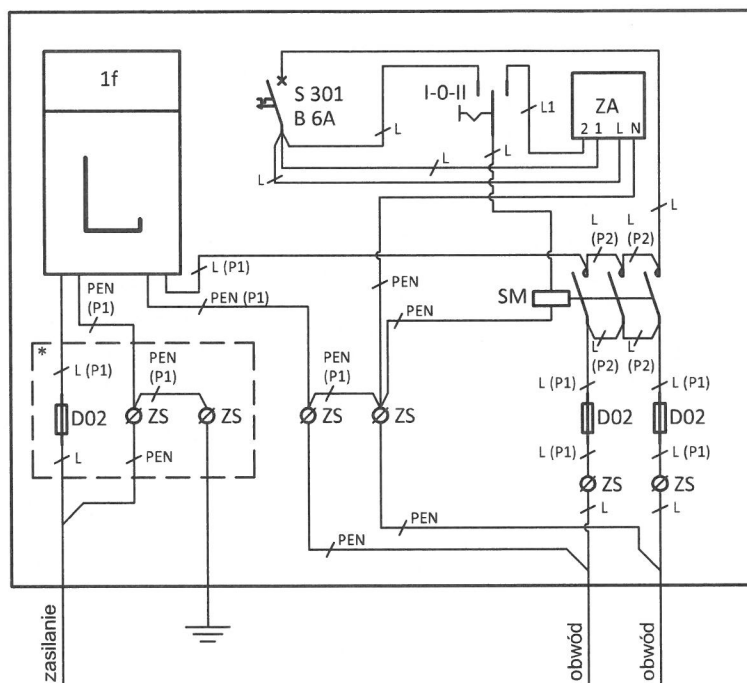 1f
S 301
B 6A
I-0-II
ZA
2 1 L N
L
L1
L
L
L
L
L (P2)
L (P2)
L (P1)
PEN (P1)
PEN (P1)
PEN
SM
PEN
*
L (P1)
PEN (P1)
PEN (P1)
L (P2)
L (P2)
D02
ZS
ZS
ZS
ZS
L (P1)
L (P1)
D02
D02
L
PEN
L (P1)
L (P1)
ZS
ZS
L
L
PEN
PEN
zasilanie
obwód
obwód